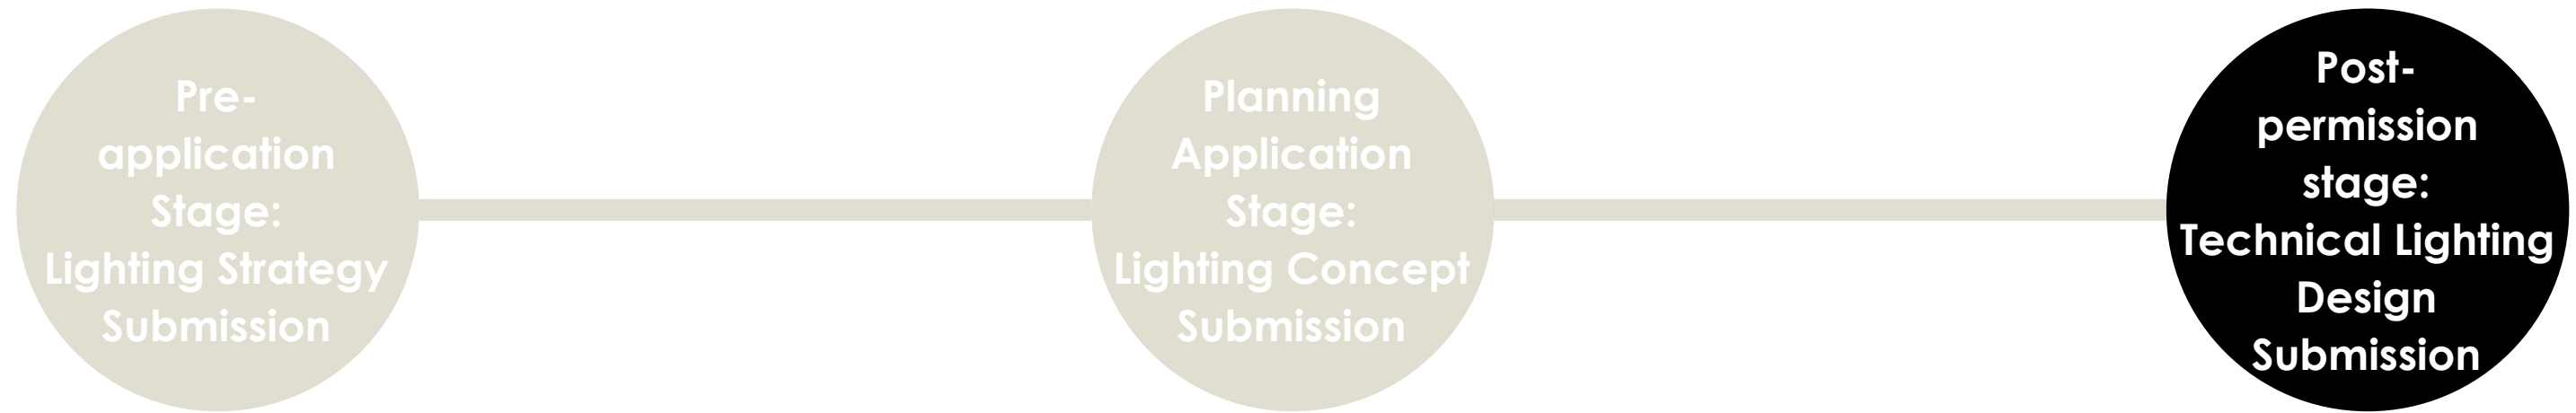 Pre-
application
Stage:
Lighting Strategy
Submission
Planning
Application
Stage:
Lighting Concept
Submission
Post-
permission
stage:
Technical Lighting
Design
Submission